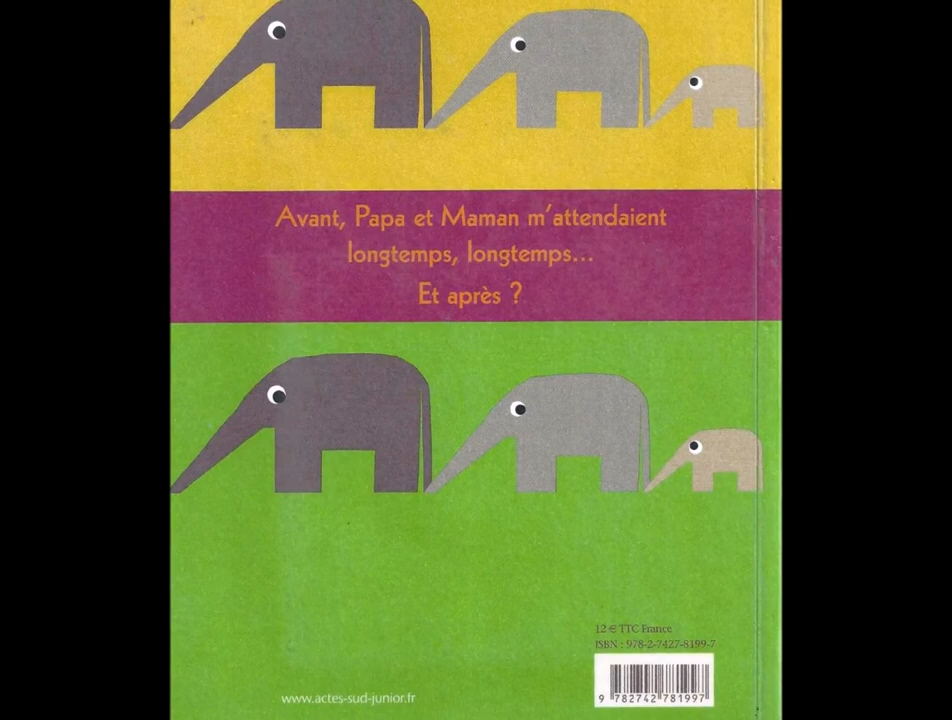 Avant, Papa et Maman m'attendaient
longtemps, longtemps...
Et après ?
12 € TTC France
ISBN : 978-2-7427-8199-7
www.actes-sud-junior.fr
9 782742 781997